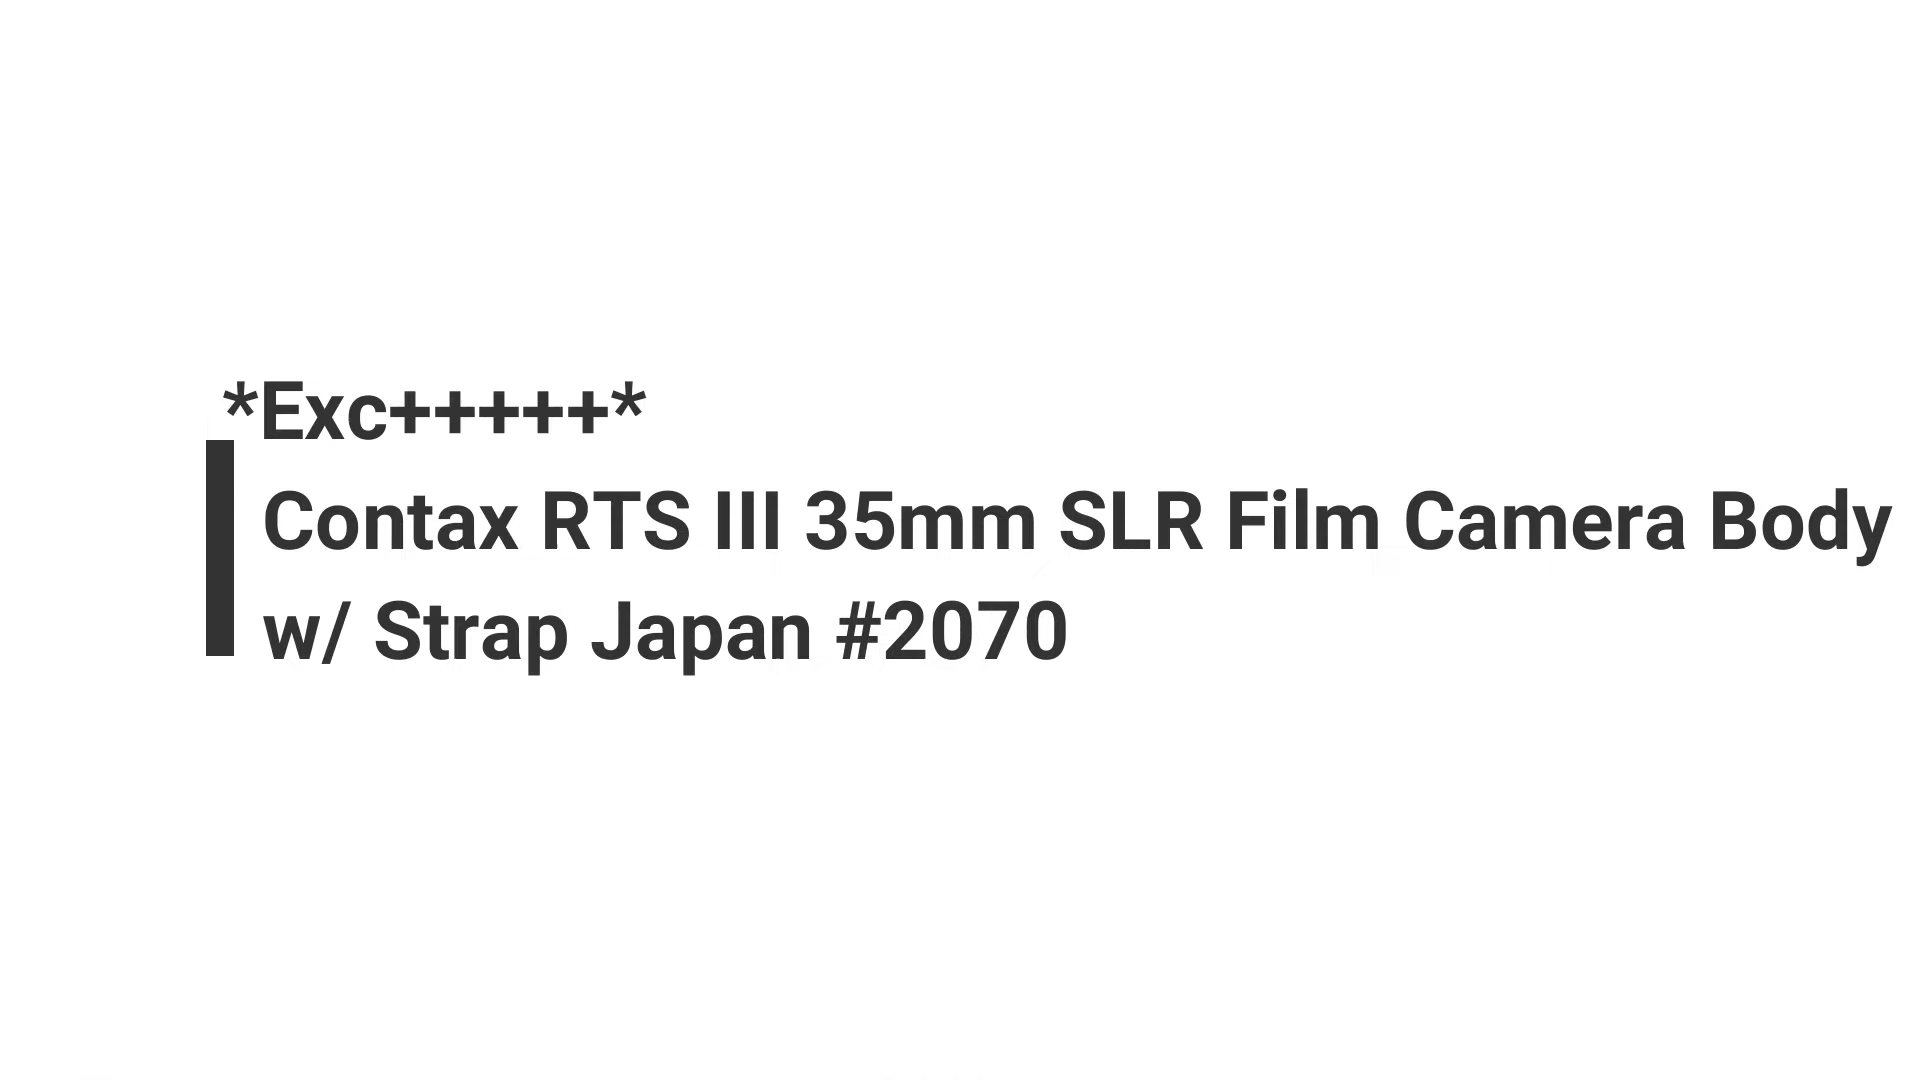 *Exc+++++*
Contax RTS III 35mm SLR Film Camera Body
w/ Strap Japan #2070